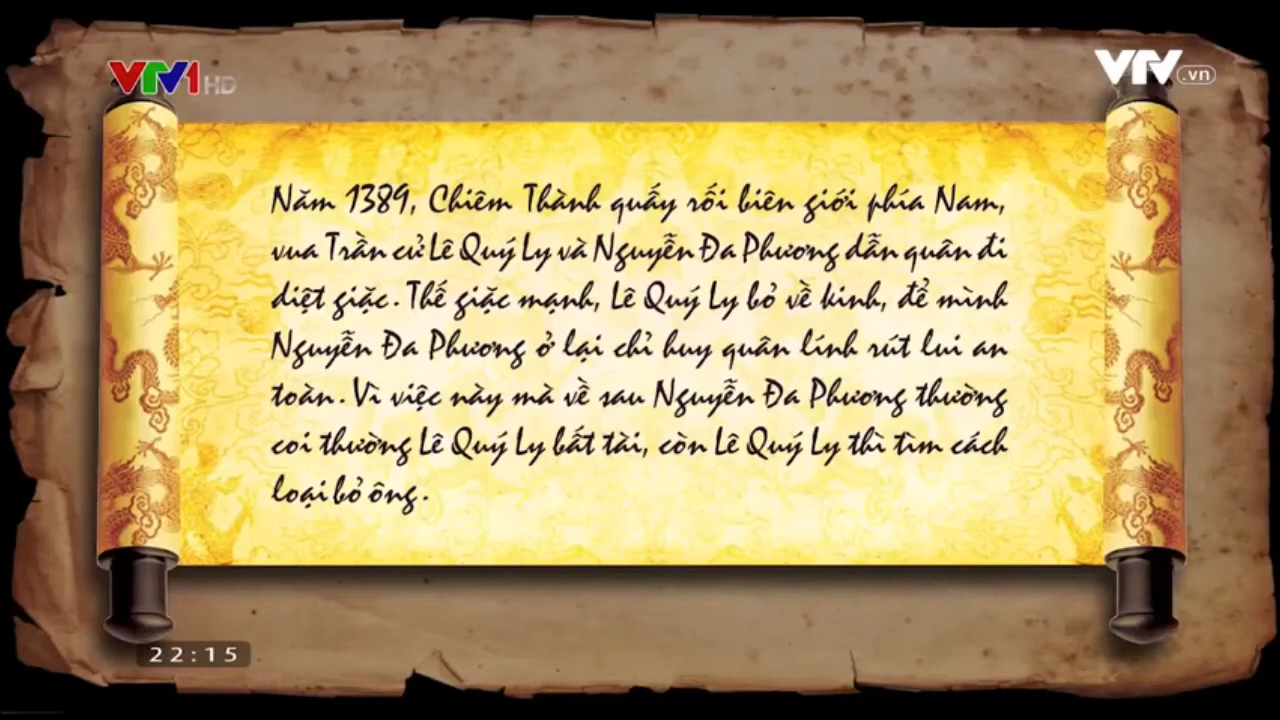 VTV1 HD
VTV.vn
Năm 1389, Chiêm Thành quấy rối biên giới phía Nam,
vua Trần cử Lê Quý Ly và Nguyễn Đa Phương dẫn quân đi
diệt giặc. Thế giặc mạnh, Lê Quý Ly bỏ về kinh, để mình
Nguyễn Đa Phương ở lại chỉ huy quân lính rút lui an
toàn. Vì việc này mà về sau Nguyễn Đa Phương thường
coi thường Lê Quý Ly bất tài, còn Lê Quý Ly thì tìm cách
loại bỏ ông.
22:15